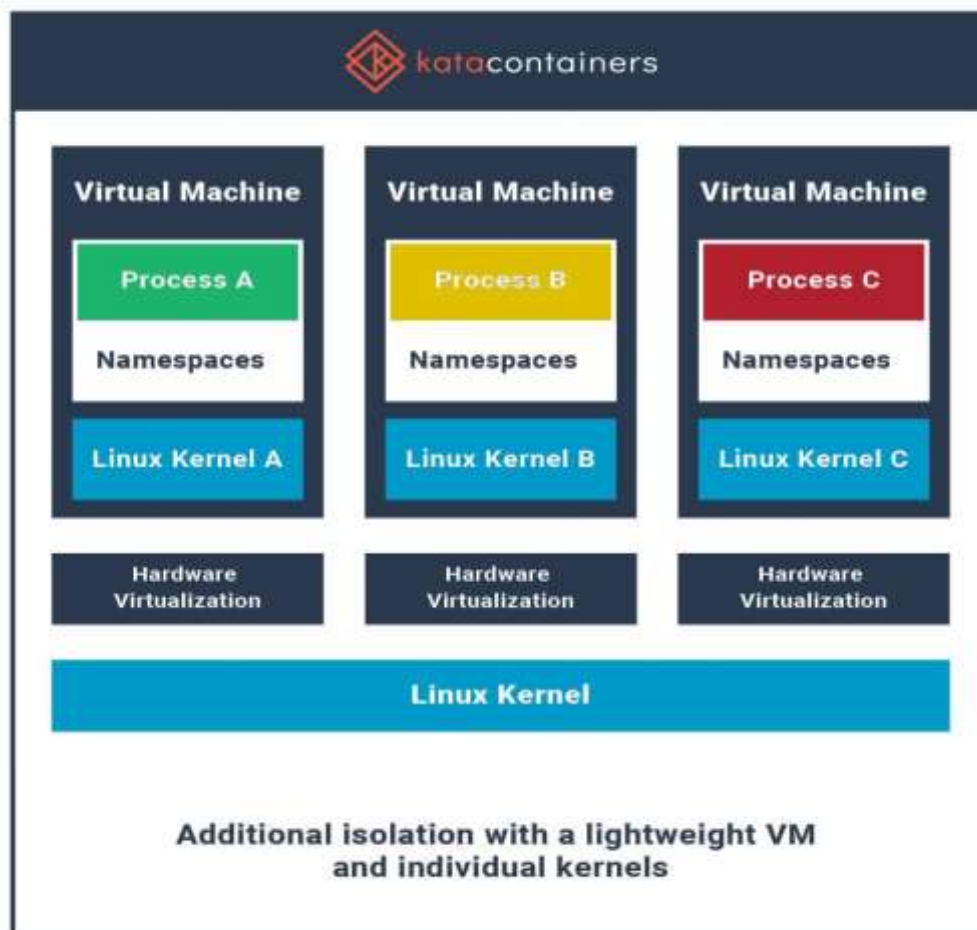 katacontainers
Virtual Machine
Process A
Namespaces
Linux Kernel A
Hardware
Virtualization
Virtual Machine
Process B
Namespaces
Linux Kernel B
Hardware
Virtualization
Virtual Machine
Process C
Namespaces
Linux Kernel C
Hardware
Virtualization
Linux Kernel
Additional isolation with a lightweight VM
and individual kernels